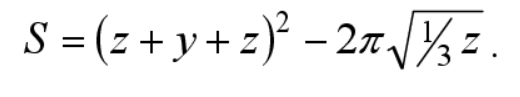 S = (z + y + z)² − 2π√⅓z .